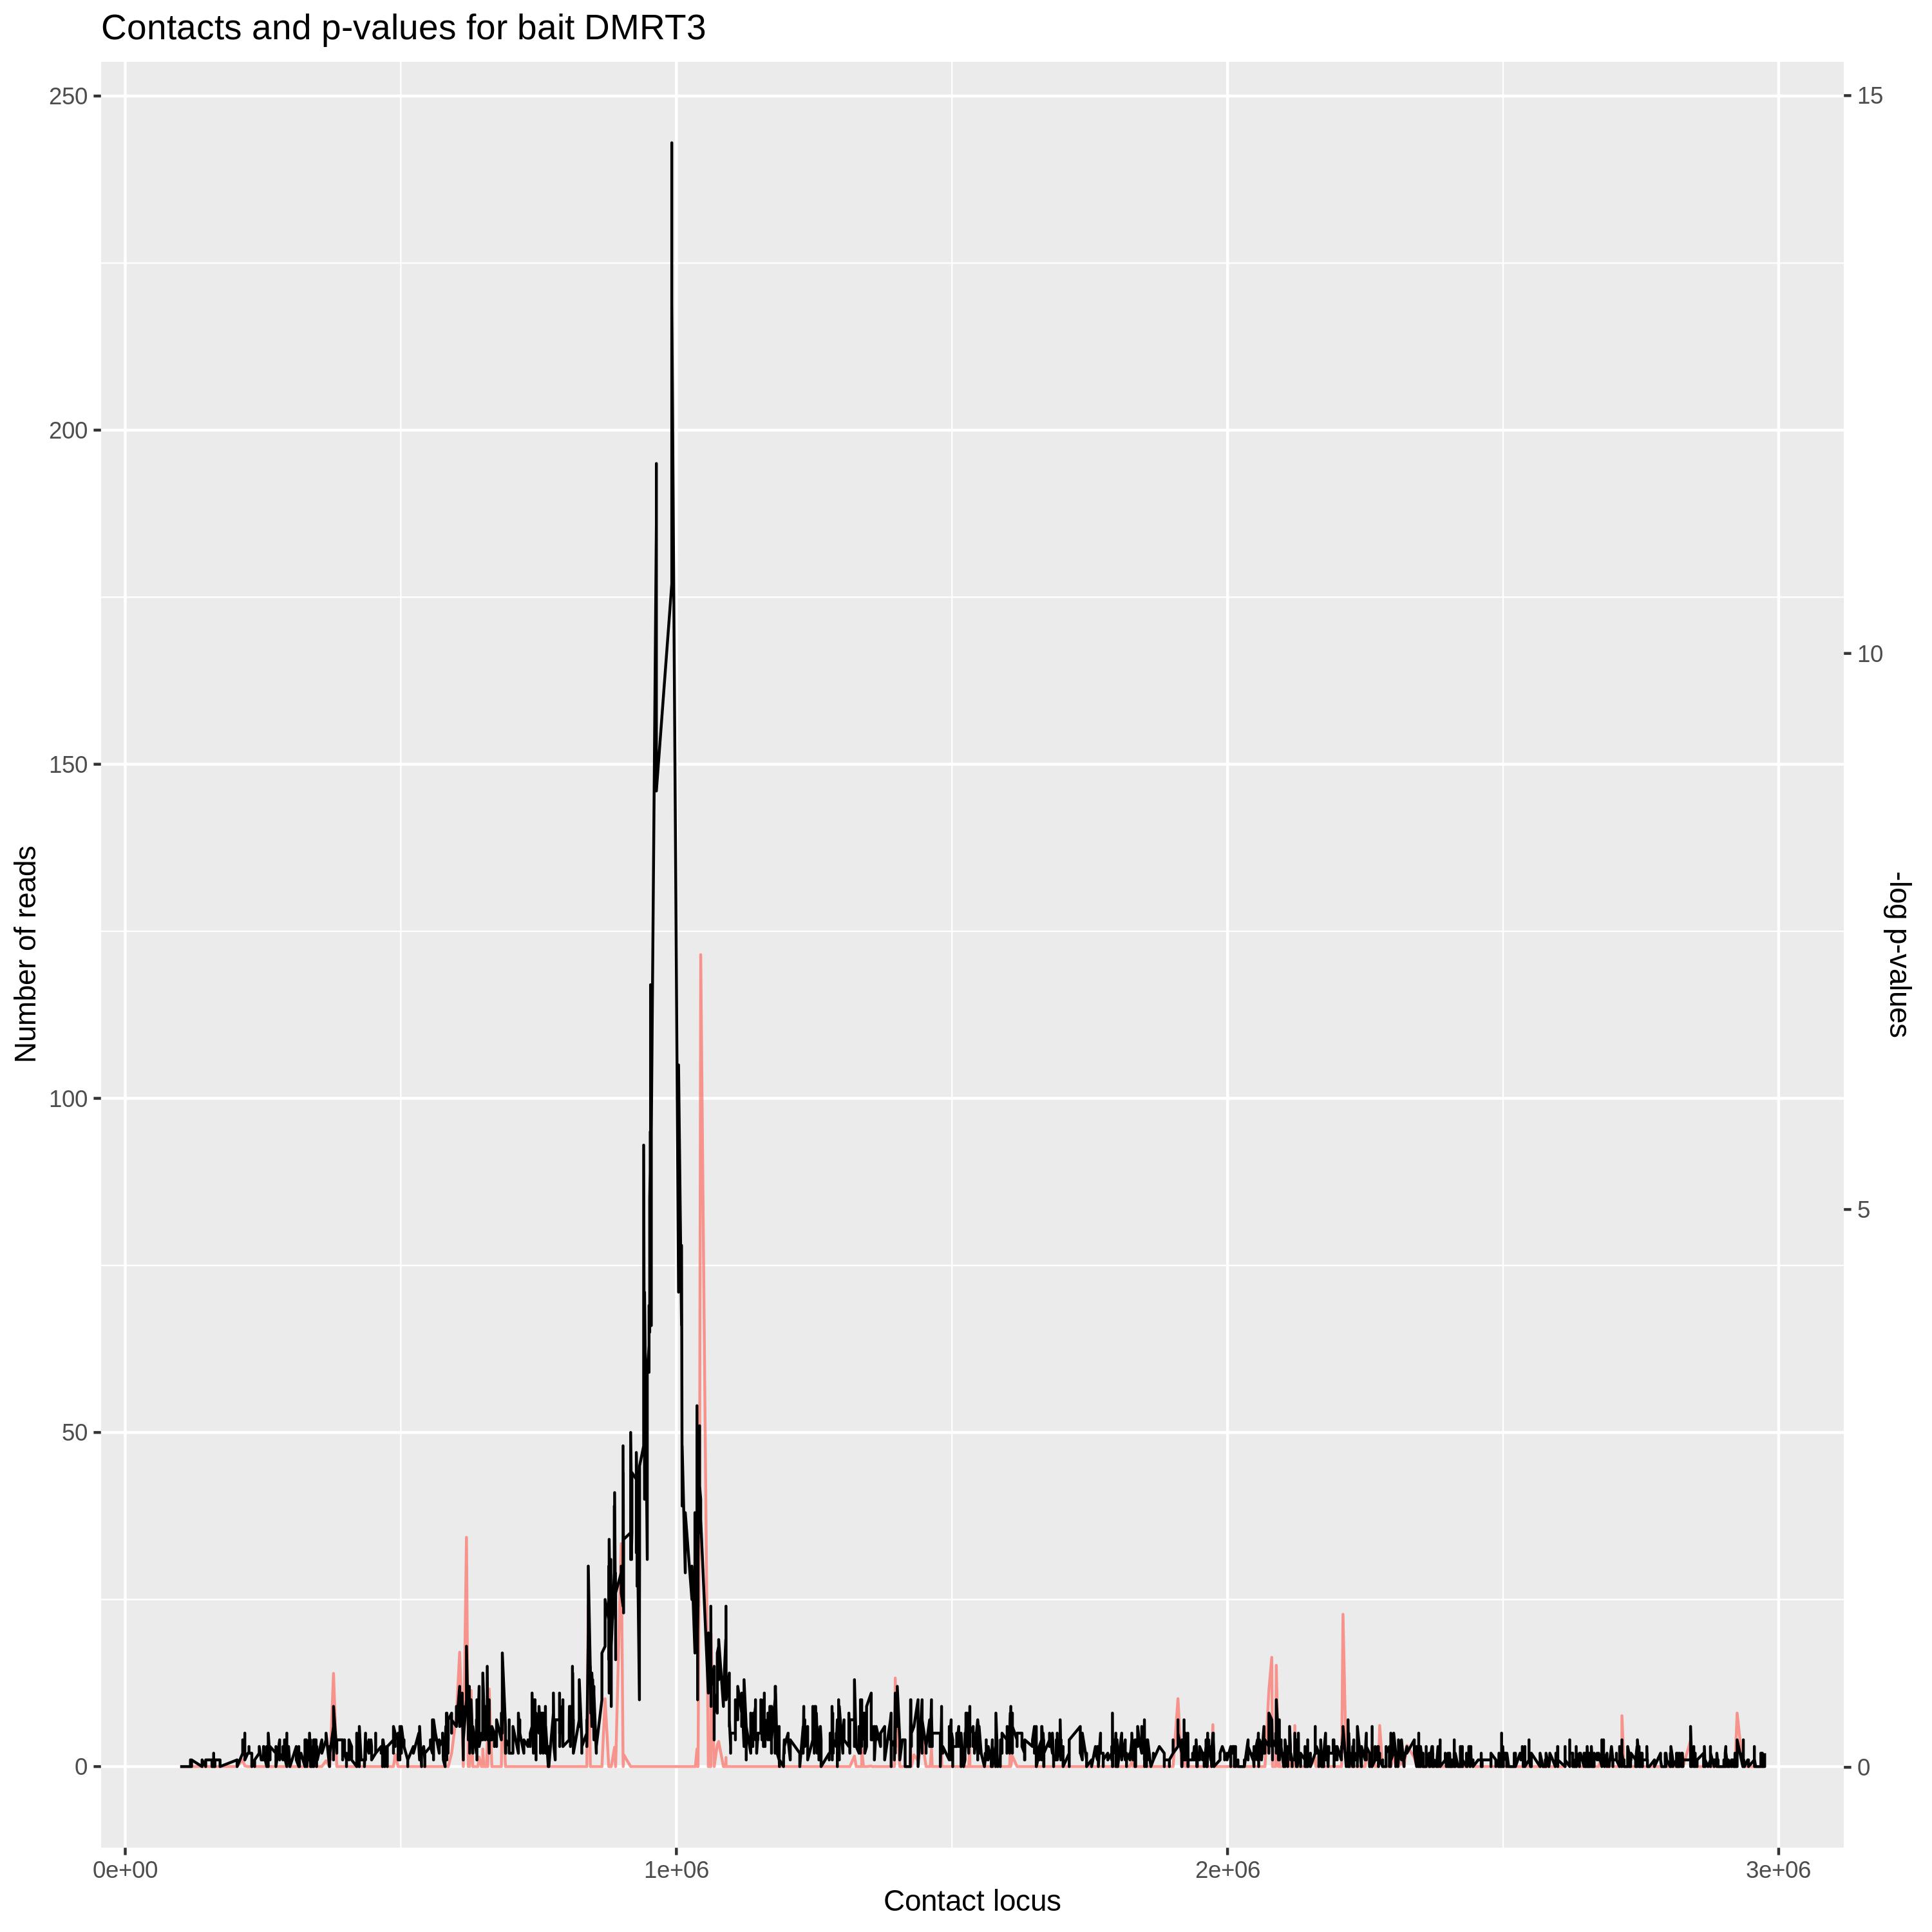 Contacts and p-values for bait DMRT3
250
200
150
100
50
0
Number of reads
15
10
5
0
-log p-values
0e+00
1e+06
2e+06
3e+06
Contact locus